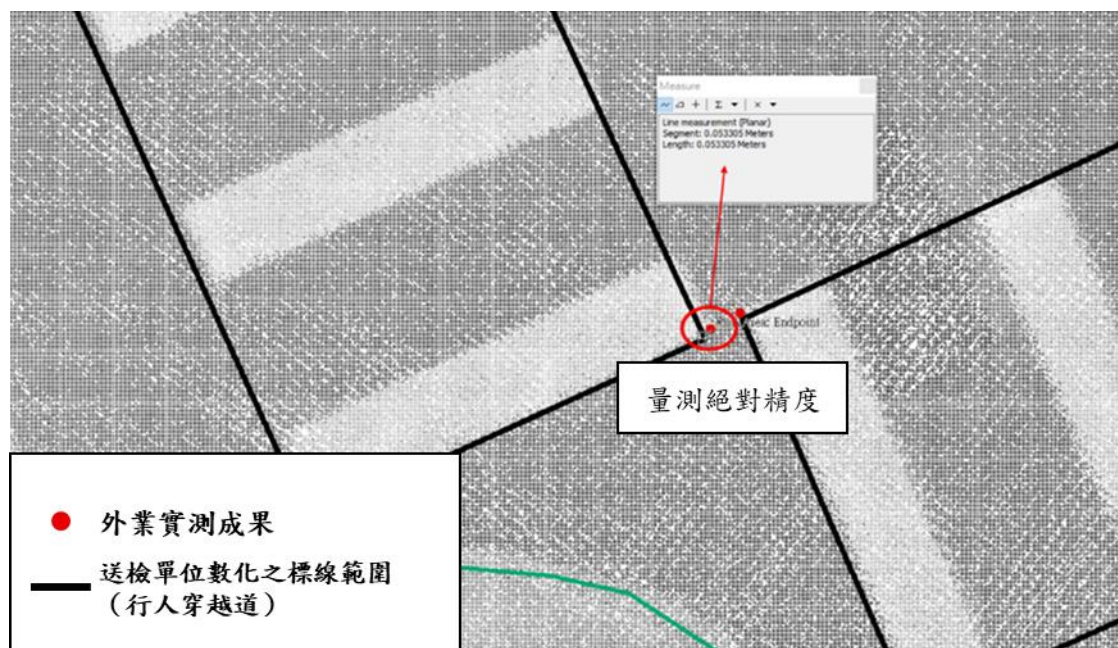 Measure
Line measurement (Planar)
Segment: 0.053305 Meters
Length: 0.053305 Meters
Endpoint
量測絕對精度
外業實測成果
送檢單位數化之標線範圍
（行人穿越道）